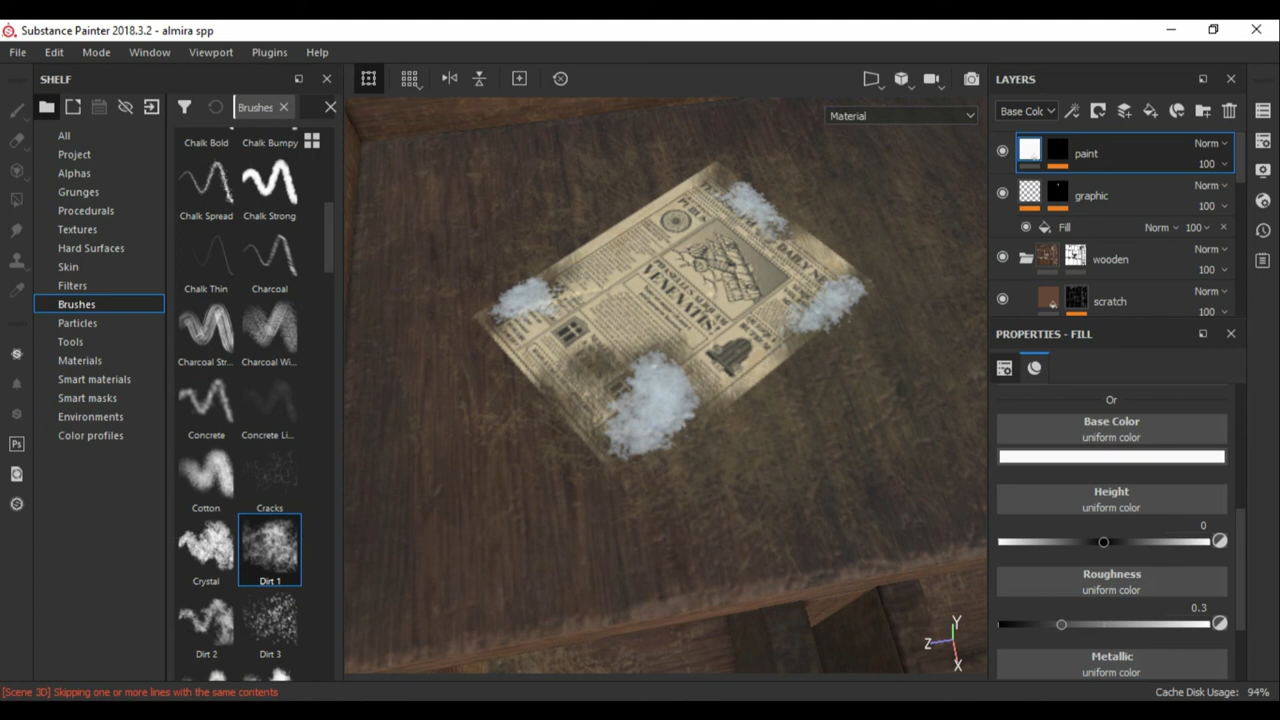 Substance Painter 2018.3.2 - almira spp
File Edit Mode Window Viewport Plugins Help
SHELF
Brushes
All
Project
Alphas
Grunges
Procedurals
Textures
Hard Surfaces
Skin
Filters
Brushes
Particles
Tools
Materials
Smart materials
Smart masks
Environments
Color profiles
Chalk Bold Chalk Bumpy
Chalk Spread Chalk Strong
Chalk Thin Charcoal
Charcoal Str... Charcoal Wi...
Concrete Concrete Li...
Cotton Cracks
Crystal Dirt 1
Dirt 2 Dirt 3
Material
VENENATIS
Z Y X
LAYERS
Base Colc
paint Norm 100
graphic Norm 100
Fill Norm 100
wooden Norm 100
scratch Norm 100
PROPERTIES - FILL
Or
Base Color
uniform color
Height
uniform color
0
Roughness
uniform color
0.3
Metallic
uniform color
[Scene 3D] Skipping one or more lines with the same contents
Cache Disk Usage: 94%
Ps